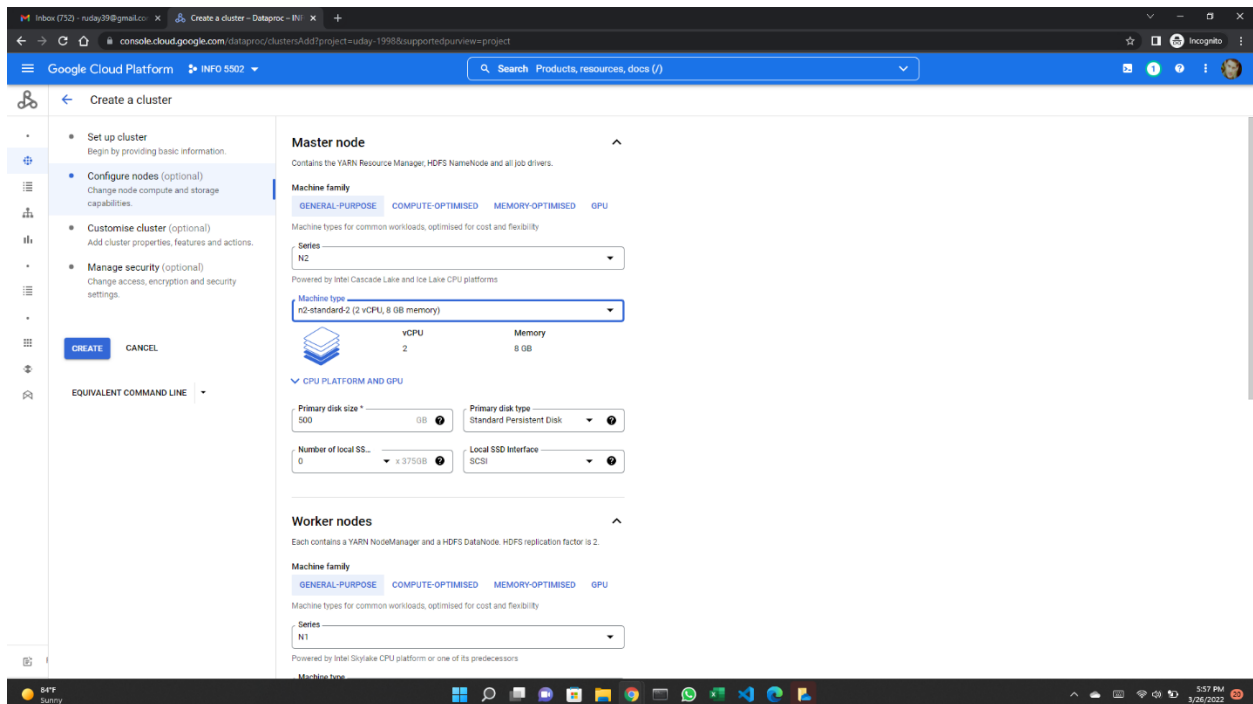 Inbox (752) - ruday39@gmail.co
Create a cluster – Dataproc – INF
console.cloud.google.com/dataproc/clustersAdd?project=uday-1998&supportedpurview=project
Incognito
Google Cloud Platform
INFO 5502
Search Products, resources, docs (/)
1
Create a cluster
Set up cluster
Begin by providing basic information.
Configure nodes (optional)
Change node compute and storage
capabilities.
Customise cluster (optional)
Add cluster properties, features and actions.
Manage security (optional)
Change access, encryption and security
settings.
CREATE
CANCEL
EQUIVALENT COMMAND LINE
Master node
Contains the YARN Resource Manager, HDFS NameNode and all job drivers.
Machine family
GENERAL-PURPOSE COMPUTE-OPTIMISED MEMORY-OPTIMISED GPU
Machine types for common workloads, optimised for cost and flexibility
Series
N2
Powered by Intel Cascade Lake and Ice Lake CPU platforms
Machine type
n2-standard-2 (2 vCPU, 8 GB memory)
vCPU Memory
2 8 GB
CPU PLATFORM AND GPU
Primary disk size * Primary disk type
500 GB Standard Persistent Disk
Number of local SS... Local SSD Interface
0 x 375GB SCSI
Worker nodes
Each contains a YARN NodeManager and a HDFS DataNode. HDFS replication factor is 2.
Machine family
GENERAL-PURPOSE COMPUTE-OPTIMISED MEMORY-OPTIMISED GPU
Machine types for common workloads, optimised for cost and flexibility
Series
N1
Powered by Intel Skylake CPU platform or one of its predecessors
Machine type
84°F
Sunny
5:57 PM
3/26/2022
20